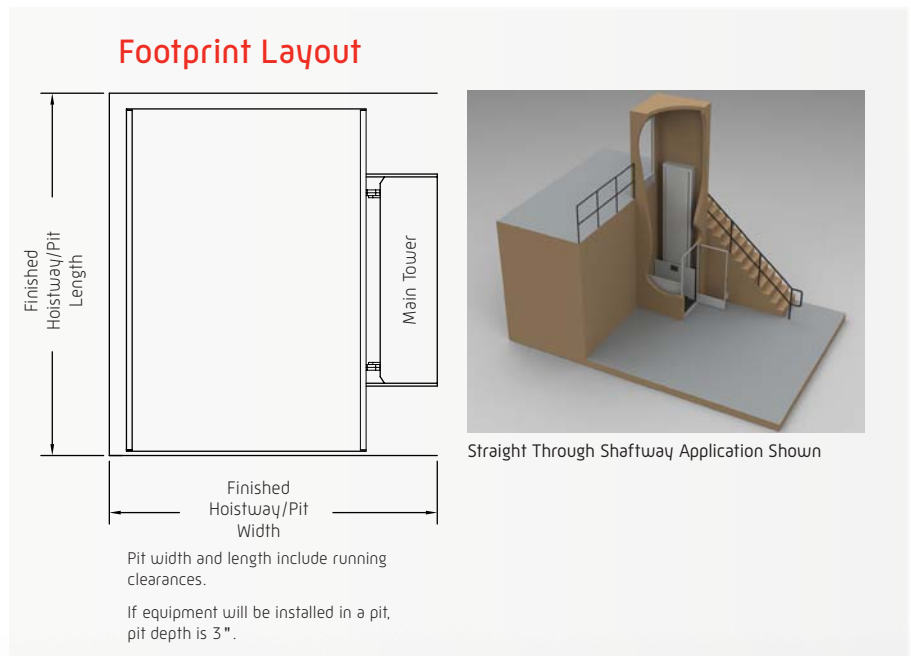 Footprint Layout
Finished
Hoistway/Pit
Length
Main Tower
Straight Through Shaftway Application Shown
Finished
Hoistway/Pit
Width
Pit width and length include running
clearances.
If equipment will be installed in a pit,
pit depth is 3".